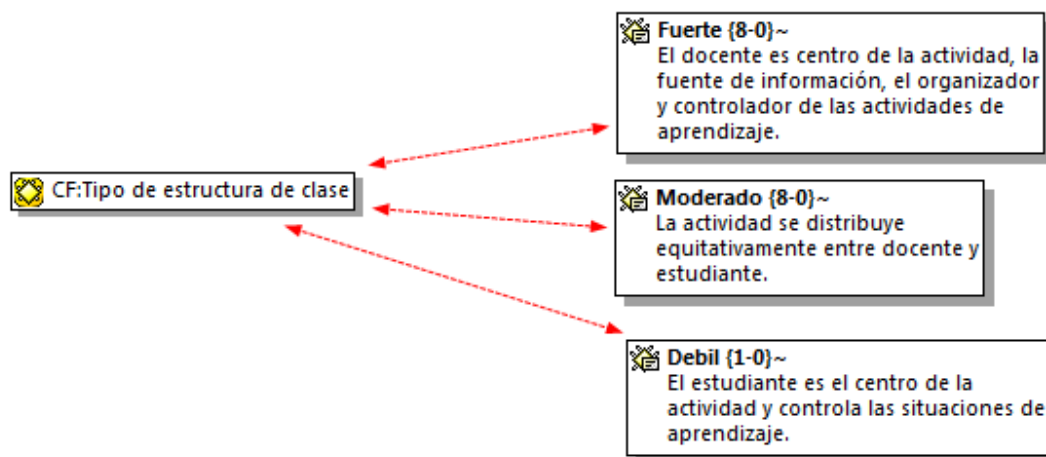 Fuerte {8-0}~
El docente es centro de la actividad, la
fuente de información, el organizador
y controlador de las actividades de
aprendizaje.
CF:Tipo de estructura de clase
Moderado {8-0}~
La actividad se distribuye
equitativamente entre docente y
estudiante.
Debil {1-0}~
El estudiante es el centro de la
actividad y controla las situaciones de
aprendizaje.